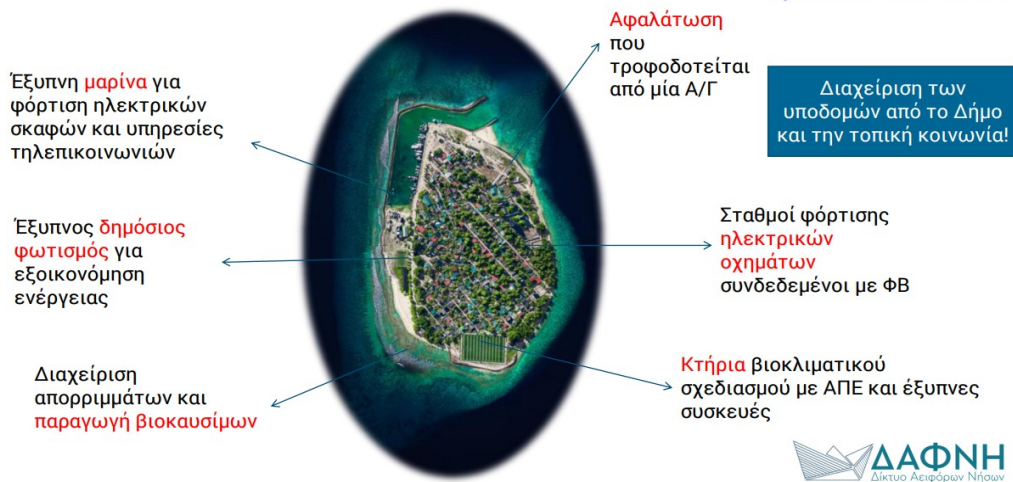 Αφαλάτωση
που
τροφοδοτείται
από μία Α/Γ
Έξυπνη μαρίνα για
φόρτιση ηλεκτρικών
σκαφών και υπηρεσίες
τηλεπικοινωνιών
Διαχείριση των
υποδομών από το Δήμο
και την τοπική κοινωνία!
Έξυπνος δημόσιος
φωτισμός για
εξοικονόμηση
ενέργειας
Σταθμοί φόρτισης
ηλεκτρικών
οχημάτων
συνδεδεμένοι με ΦΒ
Διαχείριση
απορριμμάτων και
παραγωγή βιοκαυσίμων
Κτήρια βιοκλιματικού
σχεδιασμού με ΑΠΕ και έξυπνες
συσκευές
ΔΑΦΝΗ
Δίκτυο Αειφόρων Νήσων